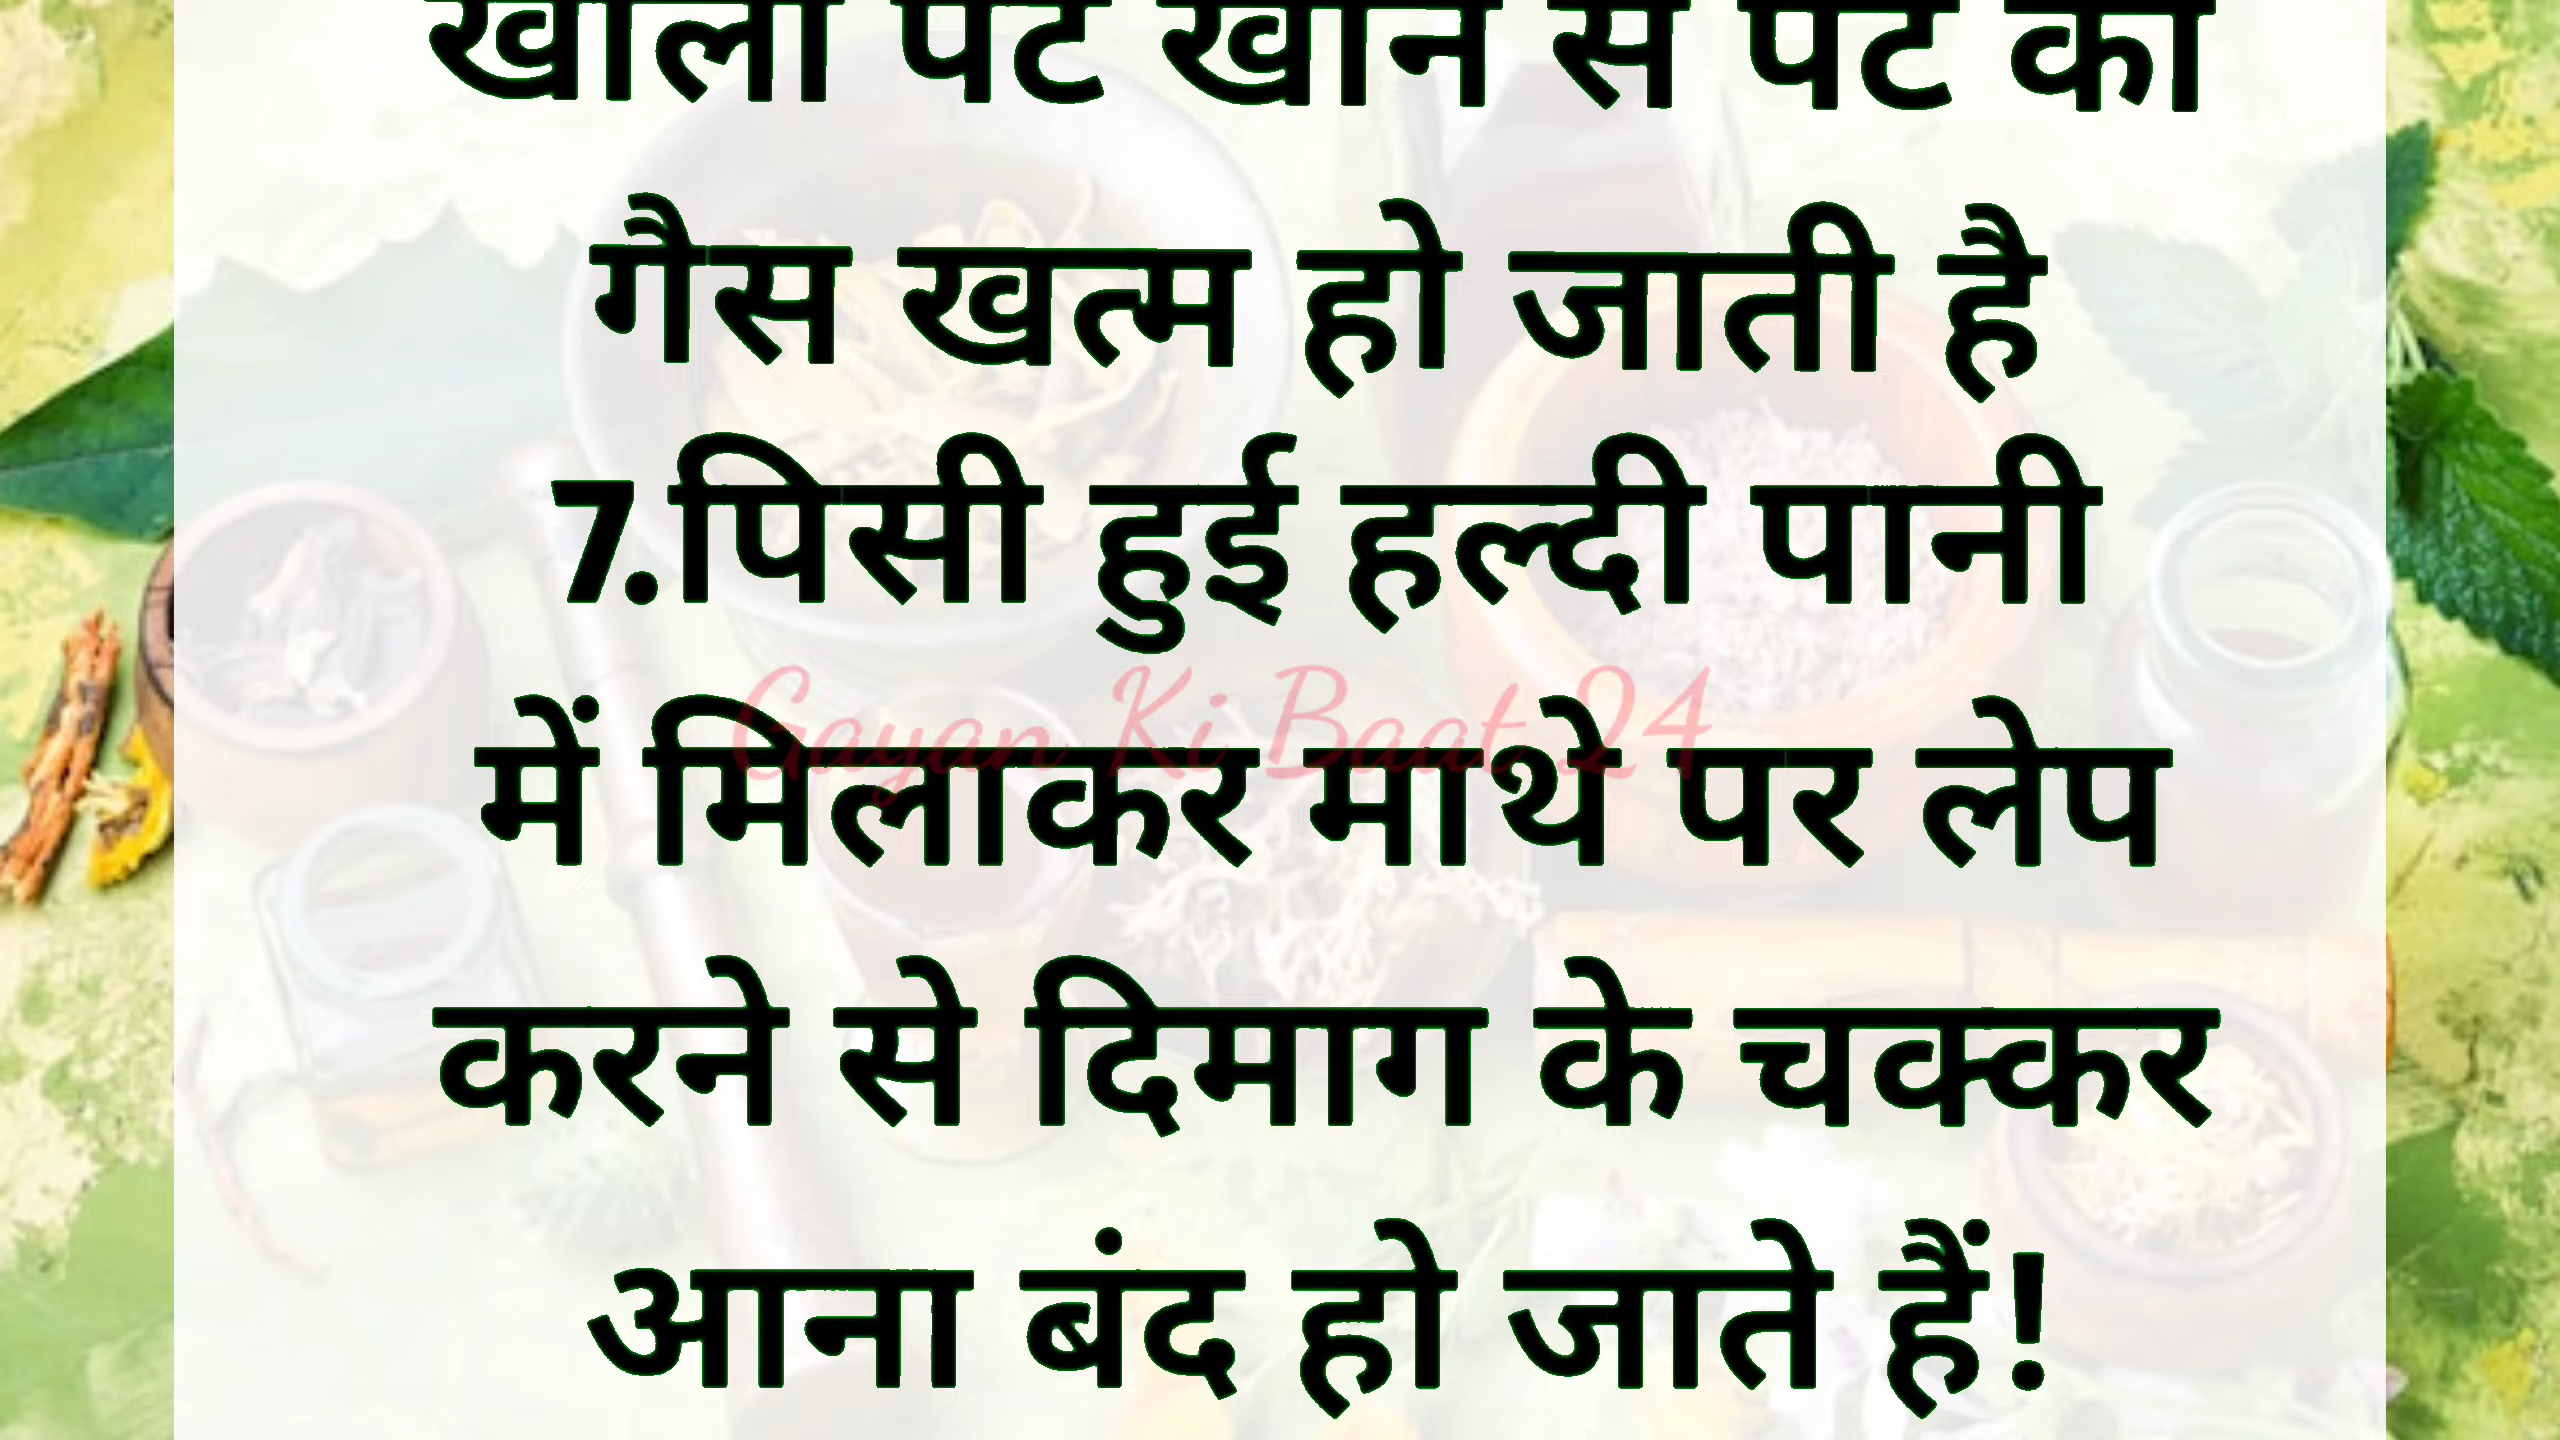 खाली पेट खाने से पेट की
गैस खत्म हो जाती है
7.पिसी हुई हल्दी पानी
में मिलाकर माथे पर लेप
Gayan Ki Baat 24
करने से दिमाग के चक्कर
आना बंद हो जाते हैं!